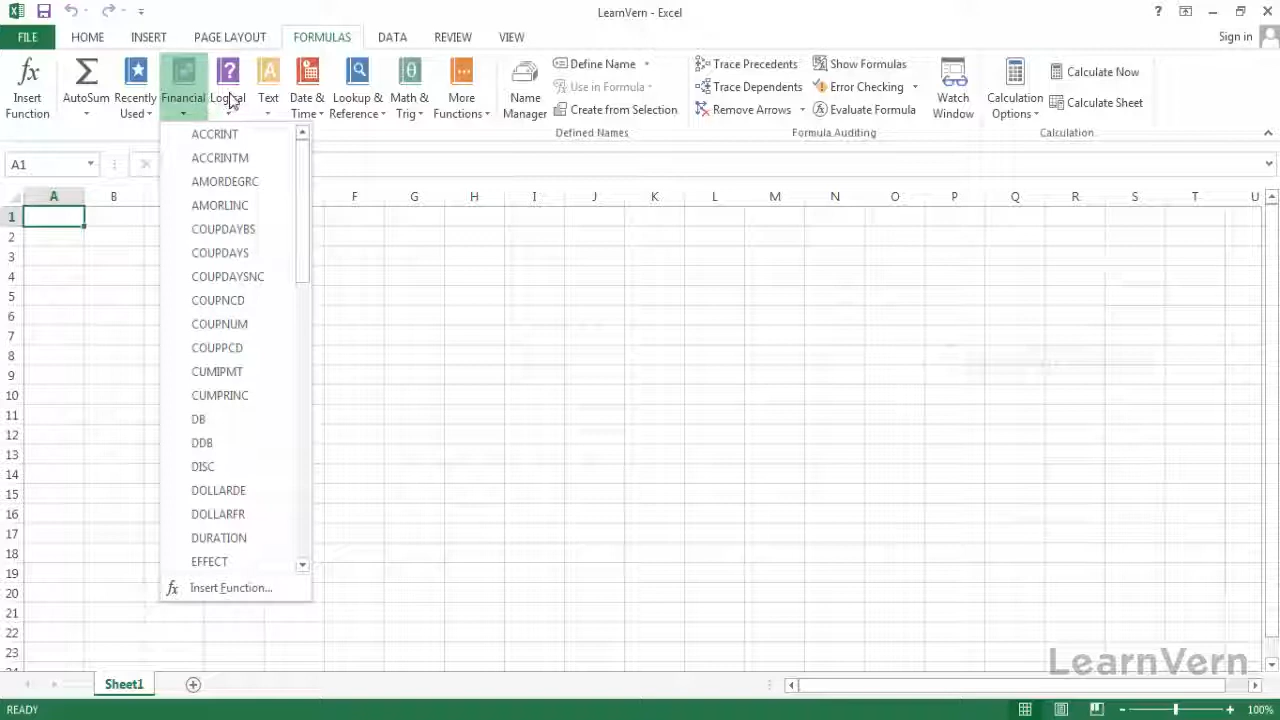 LearnVern - Excel
Sign in
FILE HOME INSERT PAGE LAYOUT FORMULAS DATA REVIEW VIEW
Insert Function
AutoSum
Recently Used
Financial
Logical
Text
Date & Time
Lookup & Reference
Math & Trig
More Functions
Name Manager
Define Name
Use in Formula
Create from Selection
Defined Names
Trace Precedents
Trace Dependents
Remove Arrows
Show Formulas
Error Checking
Evaluate Formula
Formula Auditing
Watch Window
Calculation Options
Calculate Now
Calculate Sheet
Calculation
A1
ACCRINT
ACCRINTM
AMORDEGRC
AMORLINC
COUPDAYBS
COUPDAYS
COUPDAYSNC
COUPNCD
COUPNUM
COUPPCD
CUMIPMT
CUMPRINC
DB
DDB
DISC
DOLLARDE
DOLLARFR
DURATION
EFFECT
fx Insert Function...
A B F G H I J K L M N O P Q R S T U
1
2
3
4
5
6
7
8
9
10
11
12
13
14
15
16
17
18
19
20
21
22
23
LearnVern
Sheet1
READY
100%